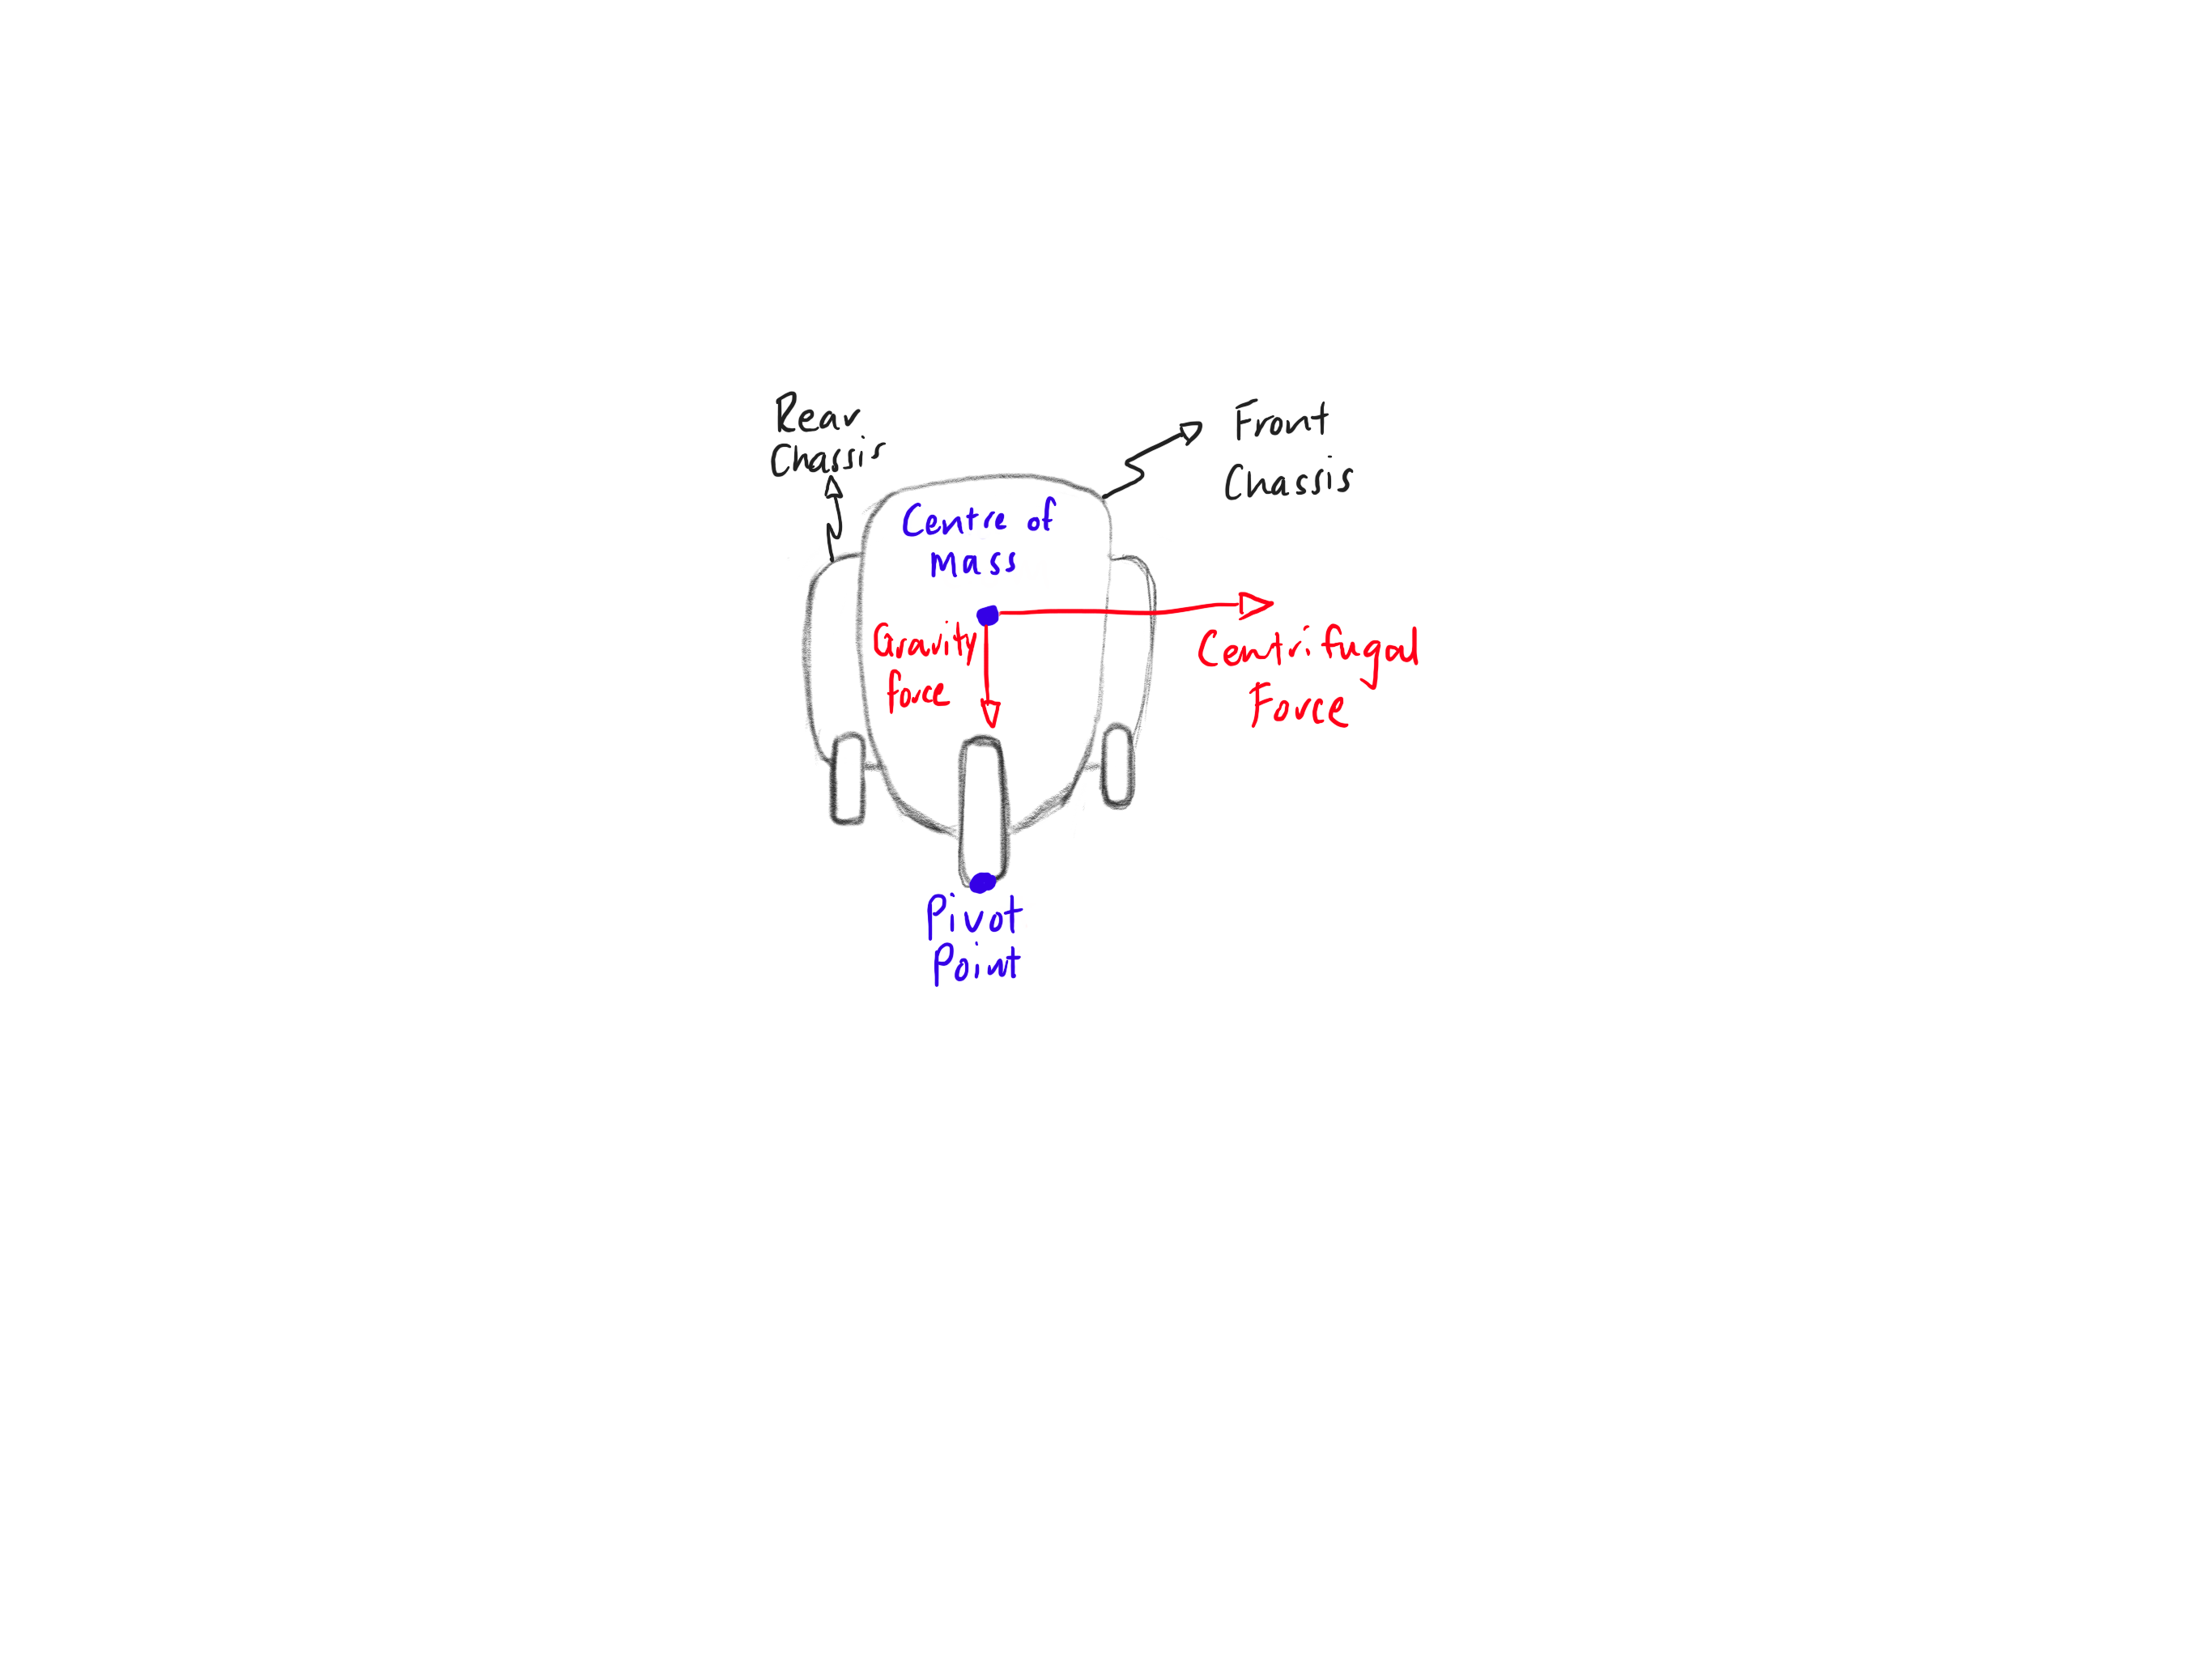 Rear
Chassis
Front
Chassis
Centre of
Mass
Gravity
force
Centrifugal
Force
Pivot
Point